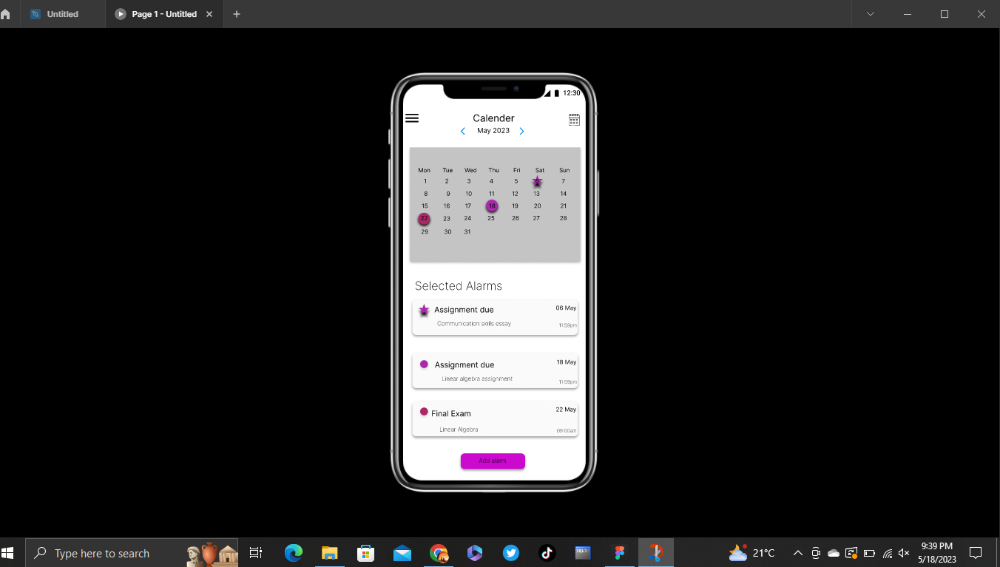 Untitled
Page 1 - Untitled
12:30
Calender
May 2023
Mon Tue Wed Thu Fri Sat Sun
1 2 3 4 5 6 7
8 9 10 11 12 13 14
15 16 17 18 19 20 21
22 23 24 25 26 27 28
29 30 31
Selected Alarms
Assignment due 06 May
Communication skills essay 11:59pm
Assignment due 18 May
Linear algebra assignment 11:59pm
Final Exam 22 May
Linear Algebra 09:00am
Add alarm
Type here to search
21°C
9:39 PM
5/18/2023